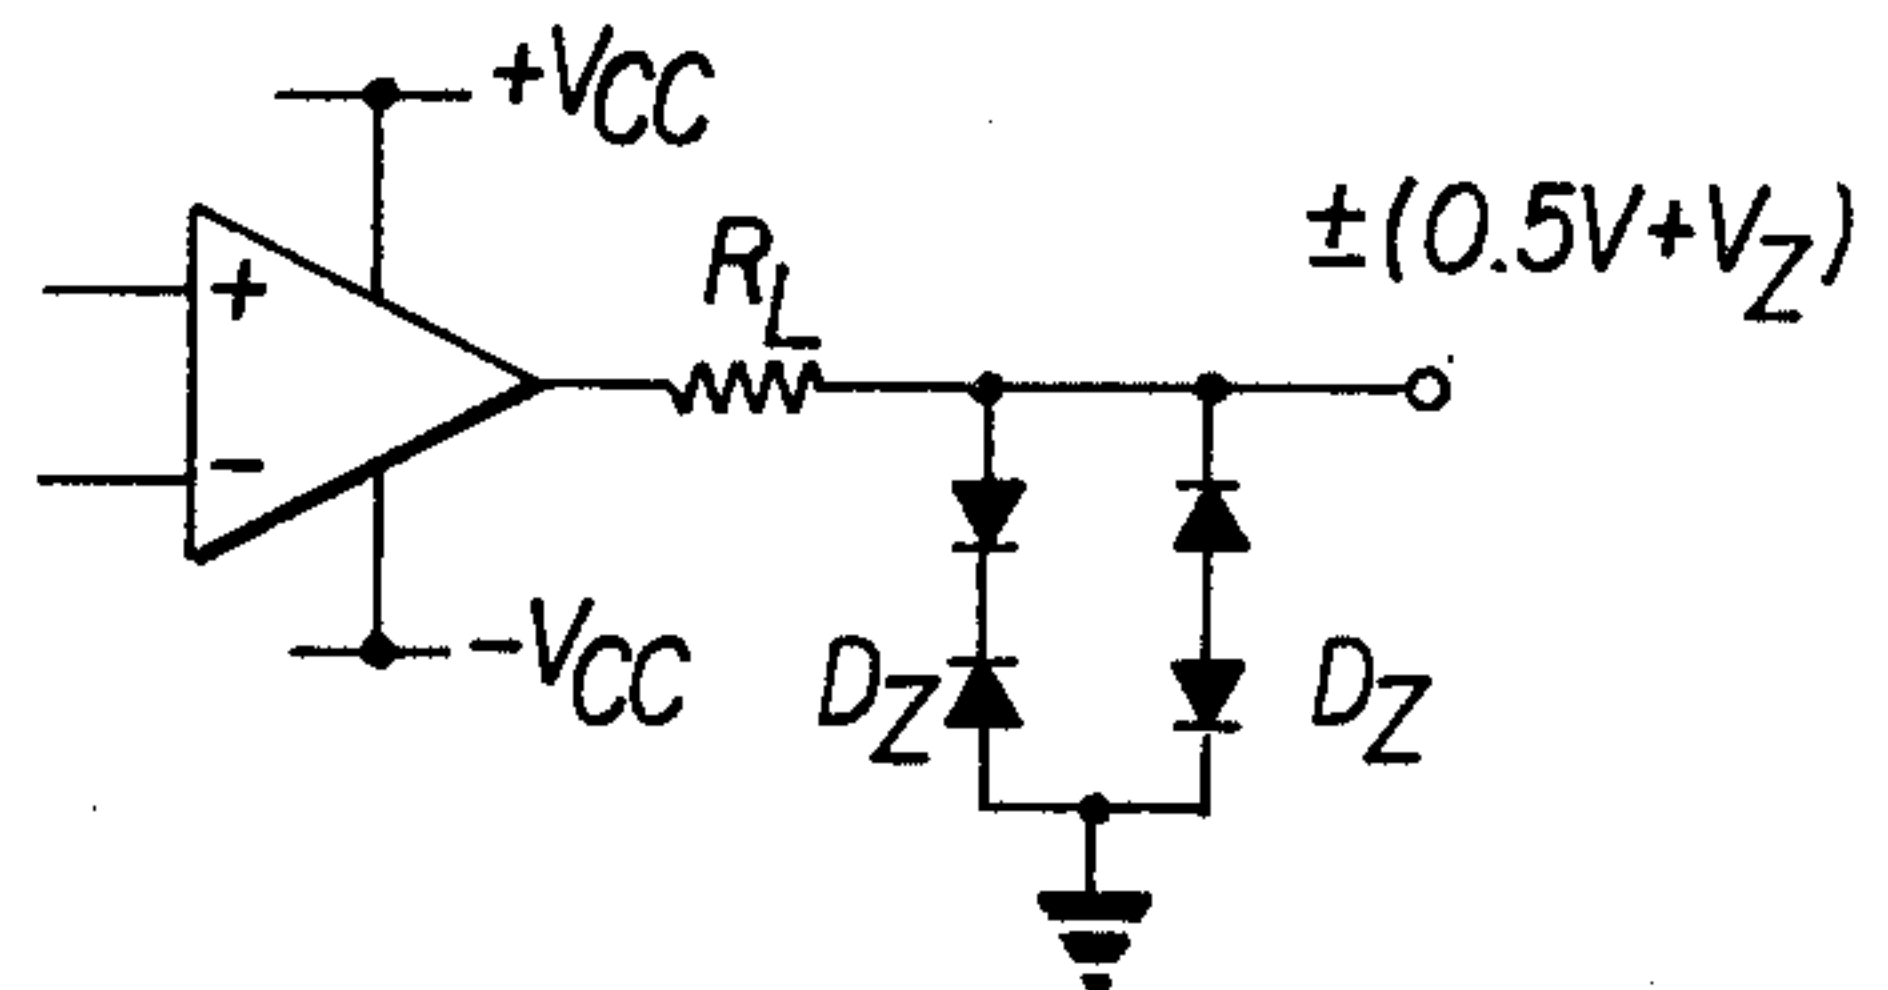 +VCC
±(0.5V+VZ)
RL
+
-
-VCC
DZ
DZ